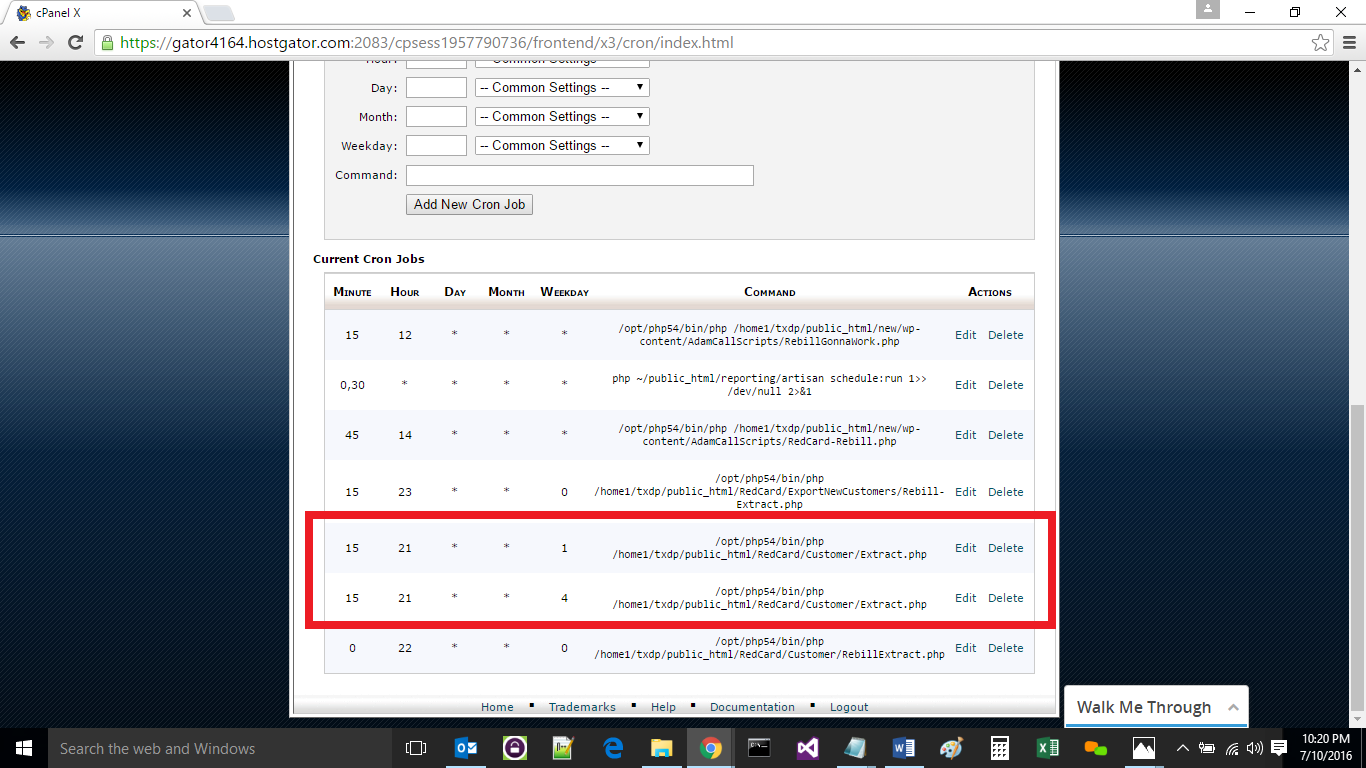 cPanel X
https://gator4164.hostgator.com:2083/cpsess1957790736/frontend/x3/cron/index.html
Hour: -- Common Settings --
Day: -- Common Settings --
Month: -- Common Settings --
Weekday: -- Common Settings --
Command:
Add New Cron Job
Current Cron Jobs
Minute Hour Day Month Weekday Command Actions
/opt/php54/bin/php /home1/txdp/public_html/new/wp-
15 12 * * * Edit Delete
content/AdamCallScripts/RebillGonnaWork.php
php ~/public_html/reporting/artisan schedule:run 1>>
0,30 * * * * Edit Delete
/dev/null 2>&1
/opt/php54/bin/php /home1/txdp/public_html/new/wp-
45 14 * * * Edit Delete
content/AdamCallScripts/RedCard-Rebill.php
/opt/php54/bin/php
15 23 * * 0 /home1/txdp/public_html/RedCard/ExportNewCustomers/Rebill- Edit Delete
Extract.php
/opt/php54/bin/php
15 21 * * 1 Edit Delete
/home1/txdp/public_html/RedCard/Customer/Extract.php
/opt/php54/bin/php
15 21 * * 4 Edit Delete
/home1/txdp/public_html/RedCard/Customer/Extract.php
/opt/php54/bin/php
0 22 * * 0 Edit Delete
/home1/txdp/public_html/RedCard/Customer/RebillExtract.php
Home ▪ Trademarks ▪ Help ▪ Documentation ▪ Logout
Walk Me Through
Search the web and Windows
10:20 PM
7/10/2016